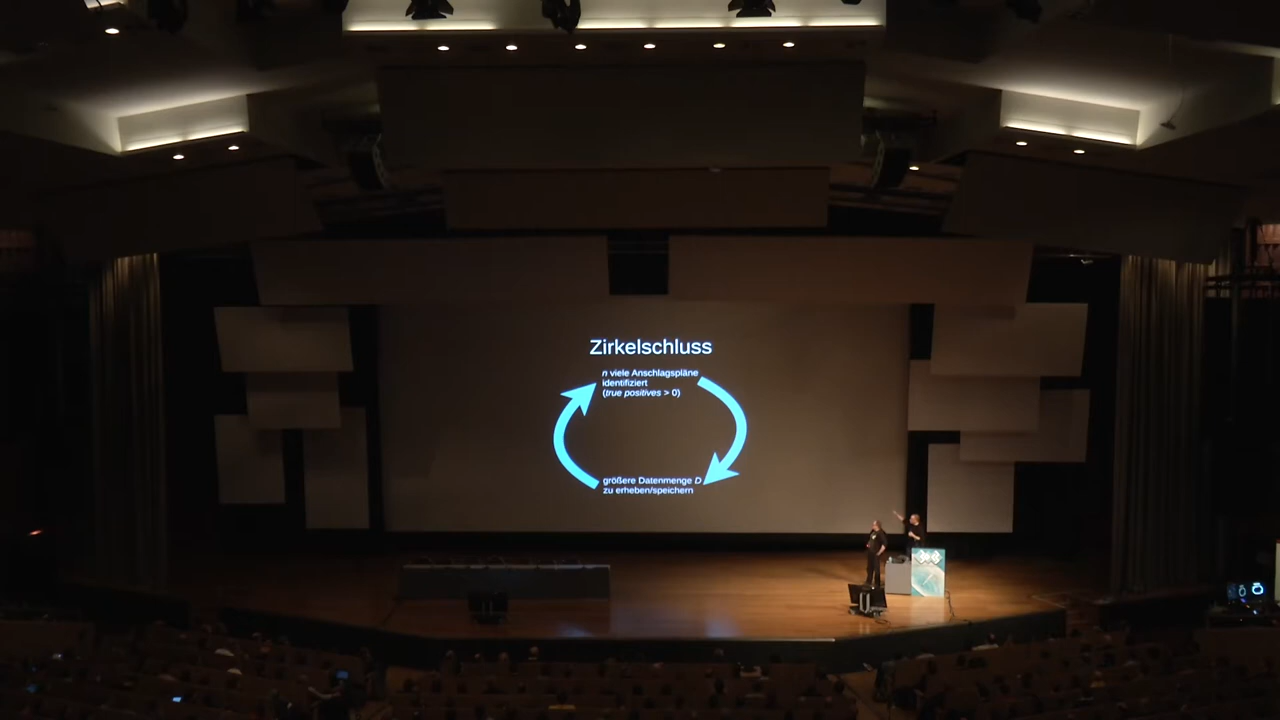 Zirkelschluss
n viele Anschlagspläne
identifiziert
(true positives > 0)
größere Datenmenge D
zu erheben/speichern